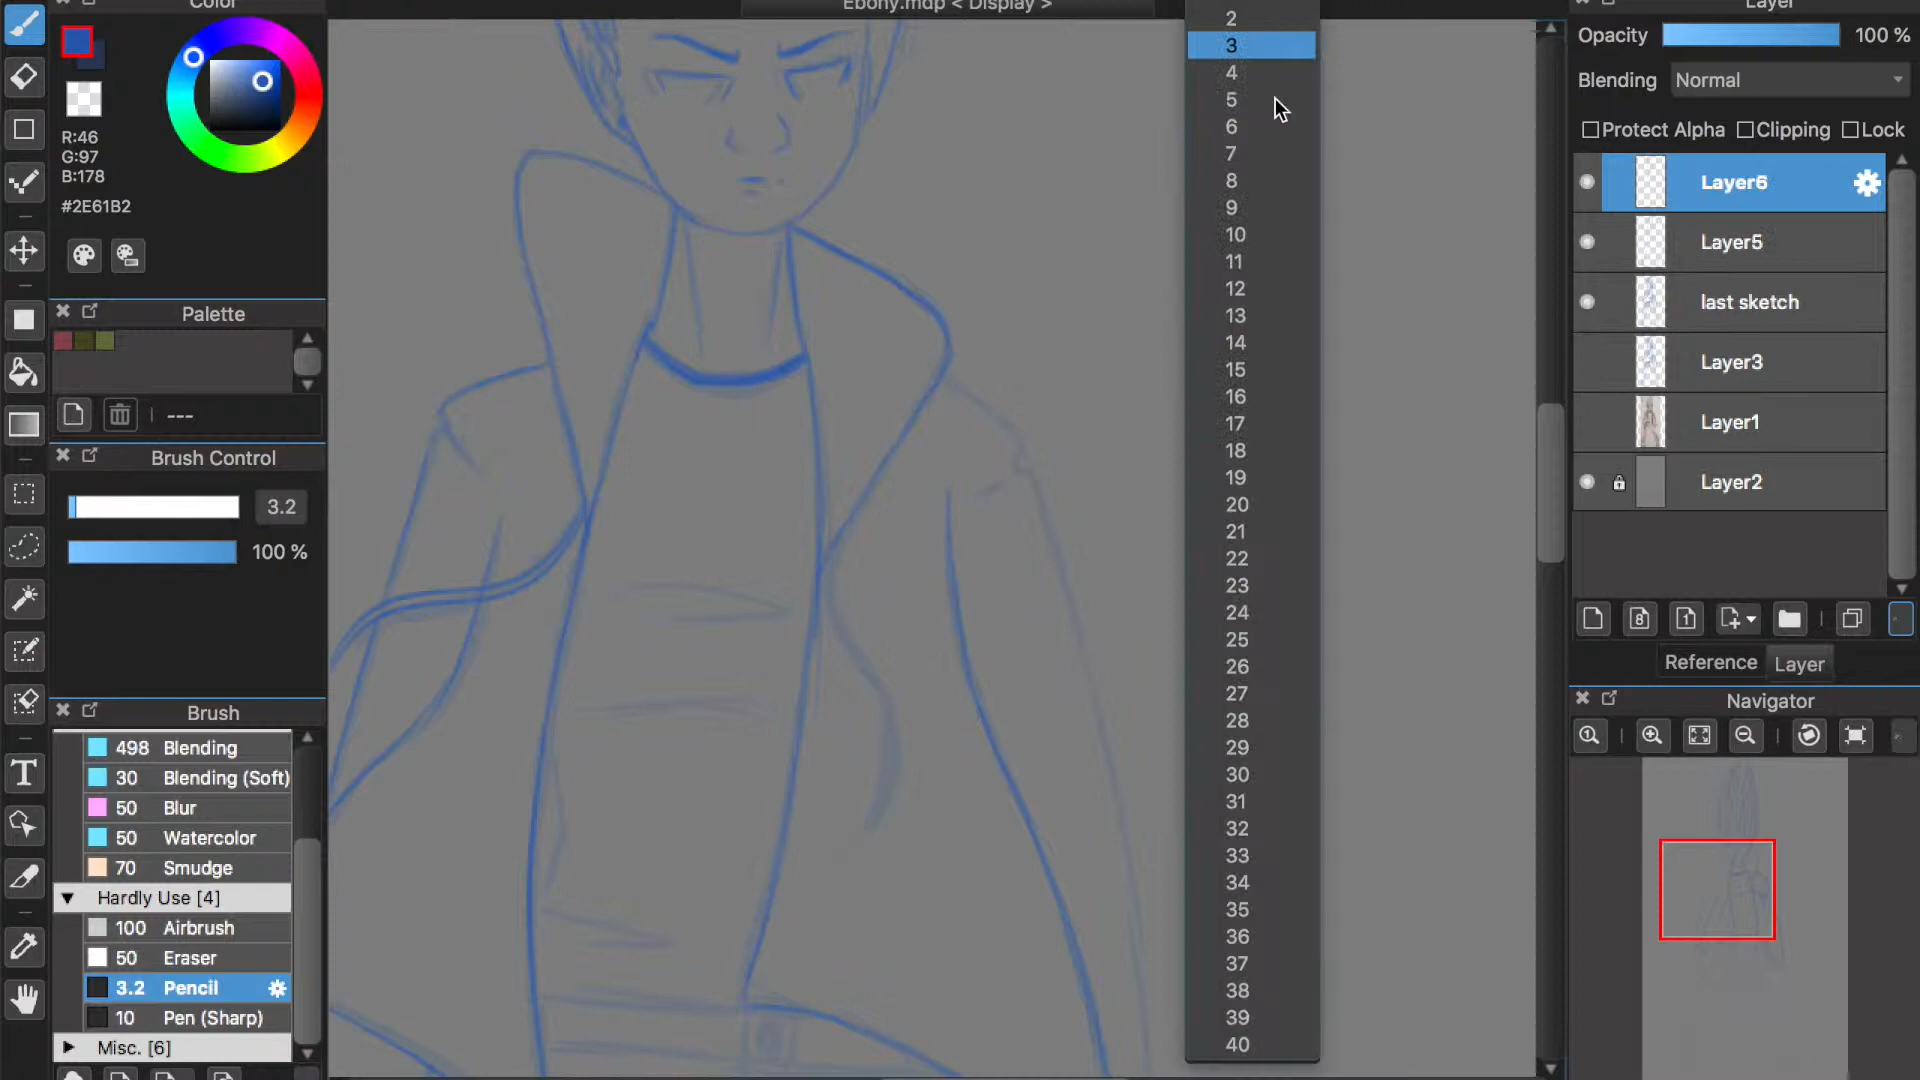 Color
R:46
G:97
B:178
#2E61B2
Palette
---
Brush Control
3.2
100 %
Brush
498 Blending
30 Blending (Soft)
50 Blur
50 Watercolor
70 Smudge
Hardly Use [4]
100 Airbrush
50 Eraser
3.2 Pencil
10 Pen (Sharp)
Misc. [6]
Ebony.mdp < Display >
2
3
4
5
6
7
8
9
10
11
12
13
14
15
16
17
18
19
20
21
22
23
24
25
26
27
28
29
30
31
32
33
34
35
36
37
38
39
40
Layer
Opacity 100 %
Blending Normal
Protect Alpha Clipping Lock
Layer6
Layer5
last sketch
Layer3
Layer1
Layer2
8 1
Reference Layer
Navigator